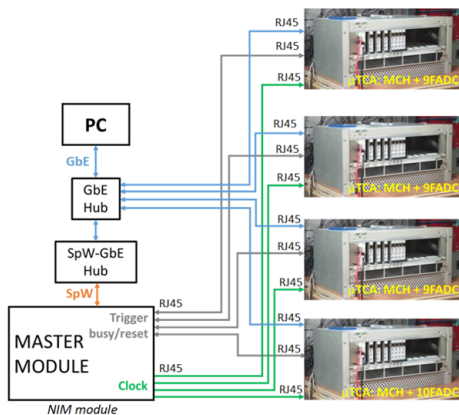 RJ45
RJ45
RJ45
μTCA: MCH + 9FADC
PC
GbE
RJ45
RJ45
RJ45
μTCA: MCH + 9FADC
GbE
Hub
RJ45
RJ45
RJ45
μTCA: MCH + 9FADC
SpW-GbE
Hub
SpW
RJ45
Trigger
busy/reset
MASTER
MODULE
RJ45
Clock
RJ45
RJ45
RJ45
μTCA: MCH + 10FADC
NIM module